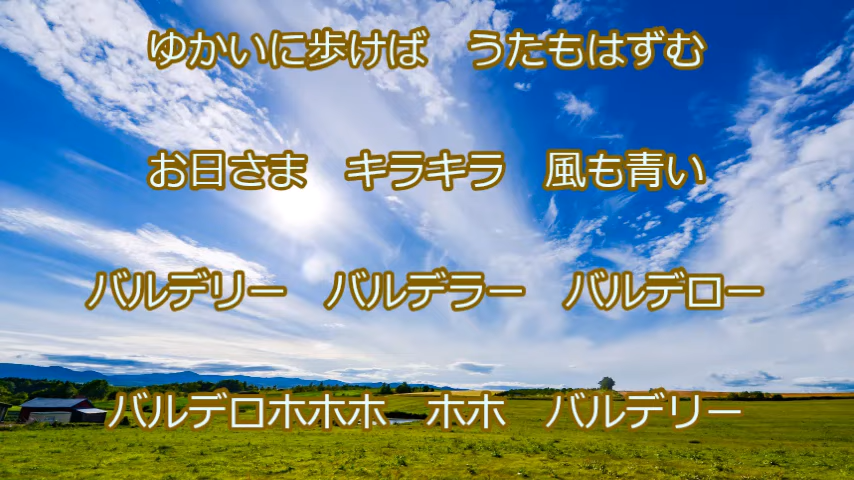 ゆかいに歩けば　うたもはずむ
お日さま　キラキラ　風も青い
バルデリー　バルデラー　バルデロー
バルデロホホホ　ホホ　バルデリー